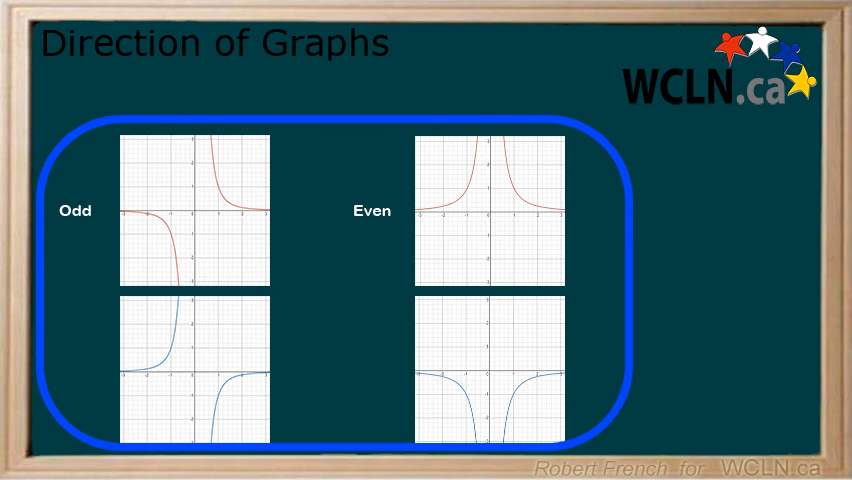 Direction of Graphs
WCLN.ca
Odd
Even
Robert French for WCLN.ca